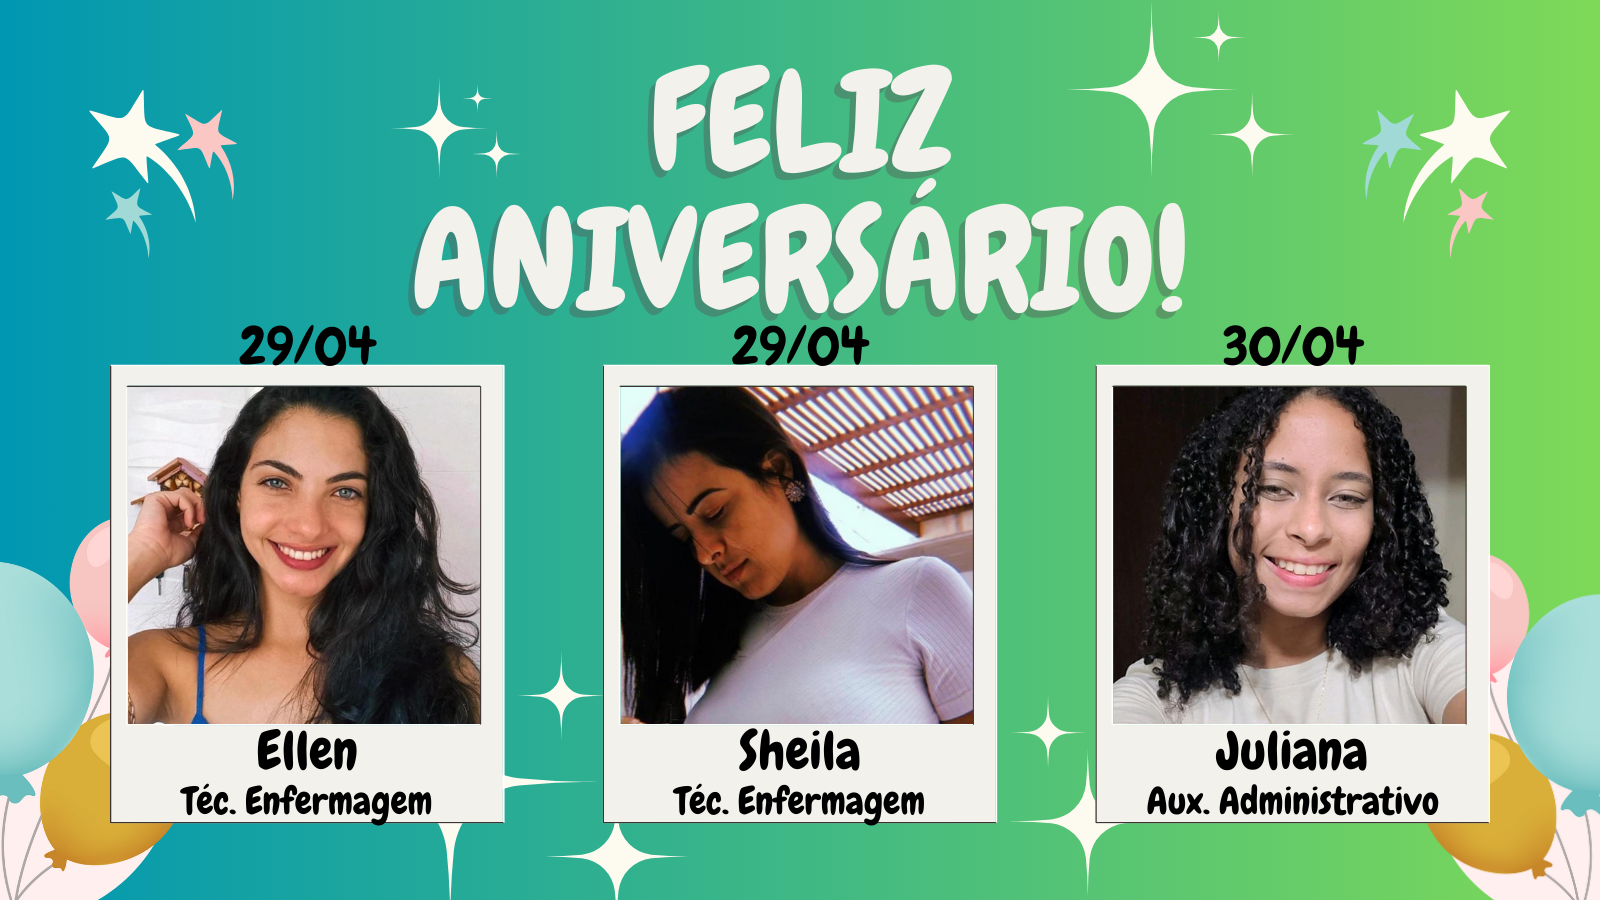 FELIZ
ANIVERSÁRIO!
29/04
29/04
30/04
Ellen
Téc. Enfermagem
Sheila
Téc. Enfermagem
Juliana
Aux. Administrativo